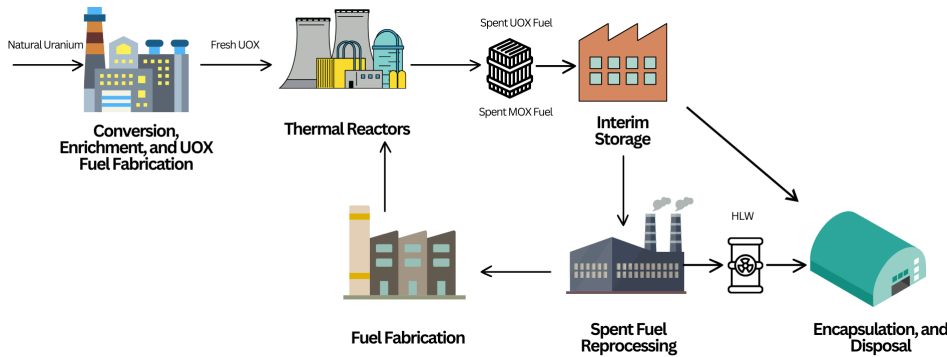 Natural Uranium
Fresh UOX
Spent UOX Fuel
Spent MOX Fuel
Conversion,
Enrichment, and UOX
Fuel Fabrication
Thermal Reactors
Interim
Storage
HLW
Fuel Fabrication
Spent Fuel
Reprocessing
Encapsulation, and
Disposal